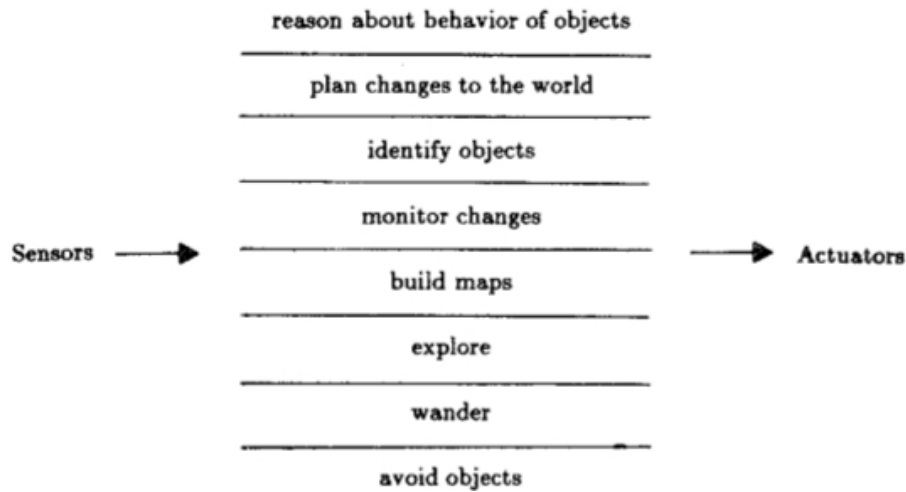 reason about behavior of objects
plan changes to the world
identify objects
monitor changes
Sensors
Actuators
build maps
explore
wander
avoid objects